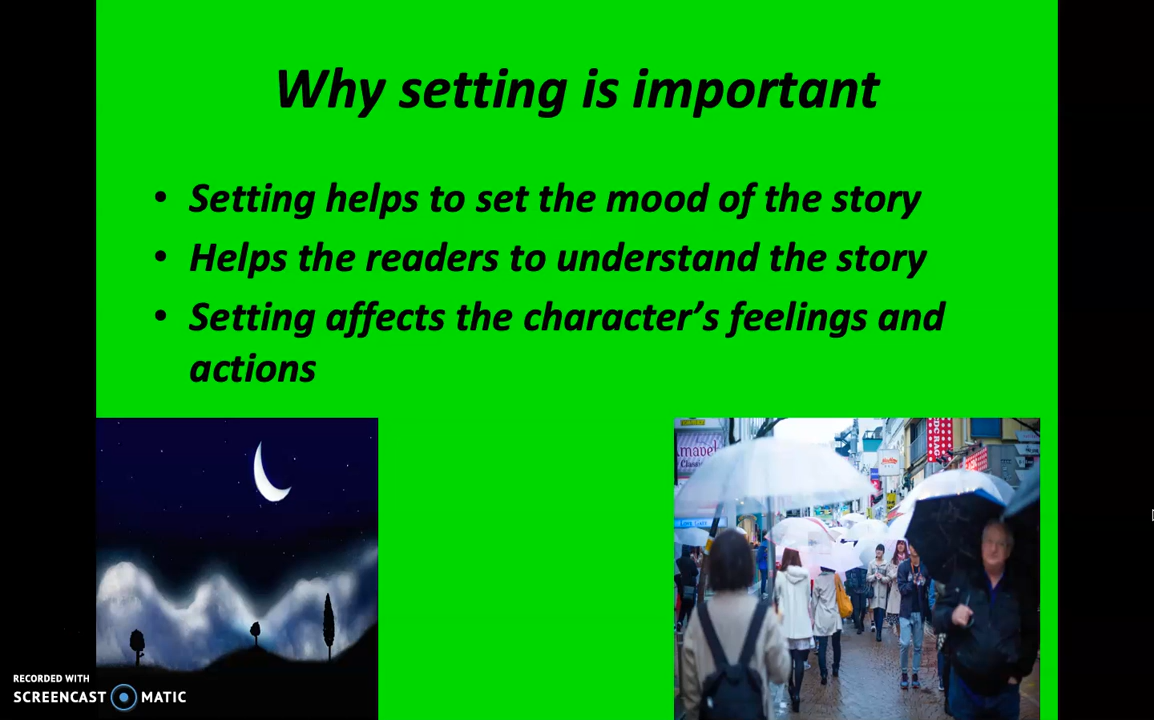 Why setting is important
• Setting helps to set the mood of the story
• Helps the readers to understand the story
• Setting affects the character’s feelings and
actions
RECORDED WITH
SCREENCAST MATIC